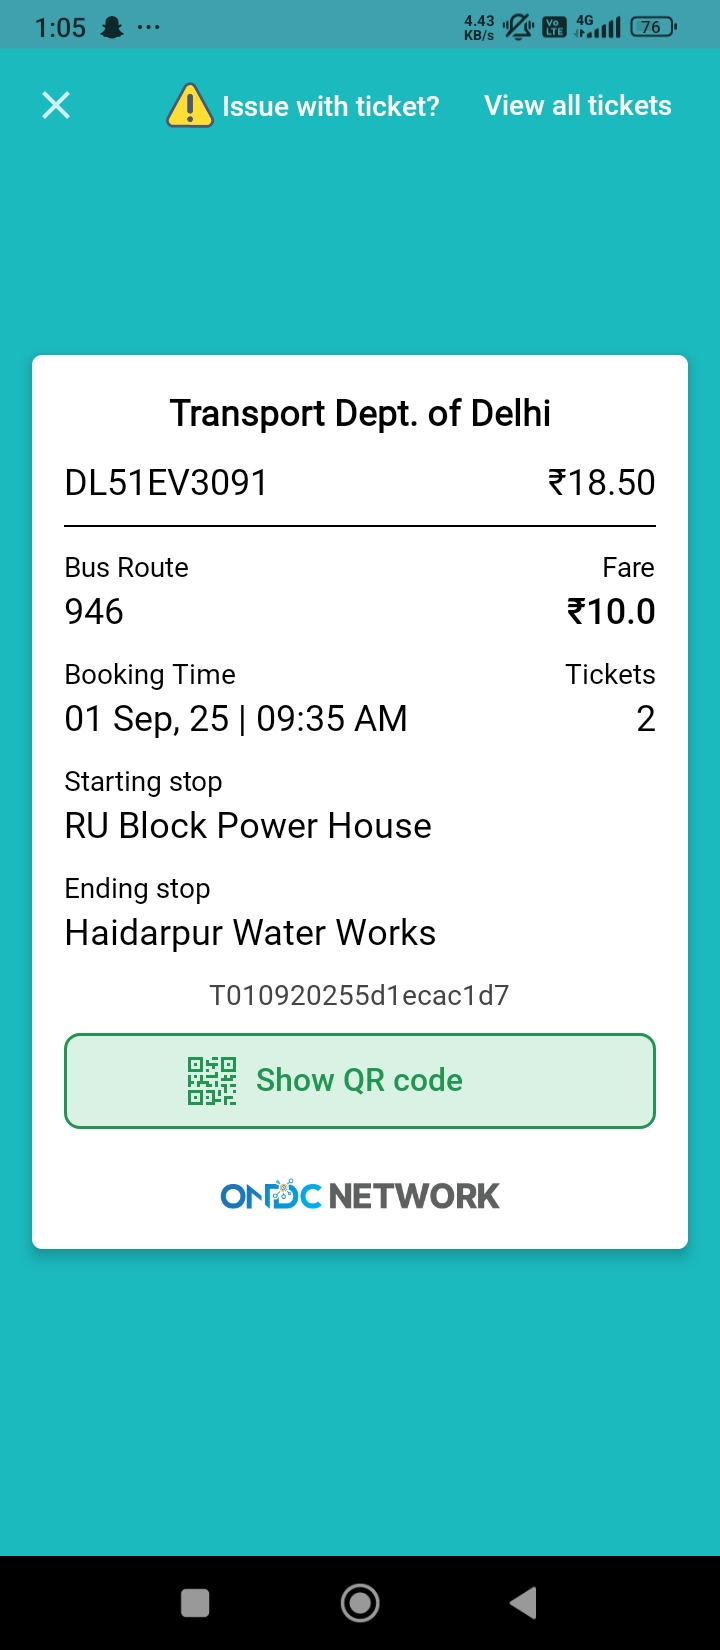 1:05 ... 4.43 KB/s Vo LTE 4G 76
Issue with ticket? View all tickets
Transport Dept. of Delhi
DL51EV3091 ₹18.50
Bus Route Fare
946 ₹10.0
Booking Time Tickets
01 Sep, 25 | 09:35 AM 2
Starting stop
RU Block Power House
Ending stop
Haidarpur Water Works
T010920255d1ecac1d7
Show QR code
ONDC NETWORK